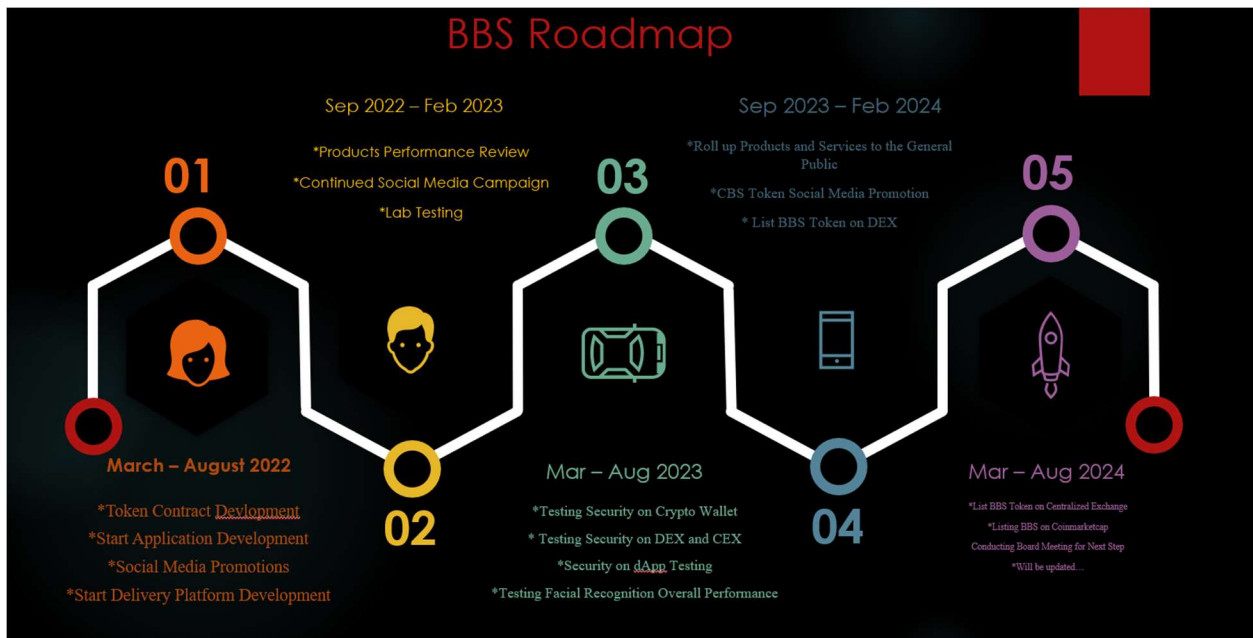 BBS Roadmap
01
March – August 2022
*Token Contract Devlopment
*Start Application Development
*Social Media Promotions
*Start Delivery Platform Development
Sep 2022 – Feb 2023
*Products Performance Review
*Continued Social Media Campaign
*Lab Testing
02
03
Mar – Aug 2023
*Testing Security on Crypto Wallet
* Testing Security on DEX and CEX
*Security on dApp Testing
*Testing Facial Recognition Overall Performance
Sep 2023 – Feb 2024
*Roll up Products and Services to the General
Public
*CBS Token Social Media Promotion
* List BBS Token on DEX
04
05
Mar – Aug 2024
*List BBS Token on Centralized Exchange
*Listing BBS on Coinmarketcap
Conducting Board Meeting for Next Step
*Will be updated…